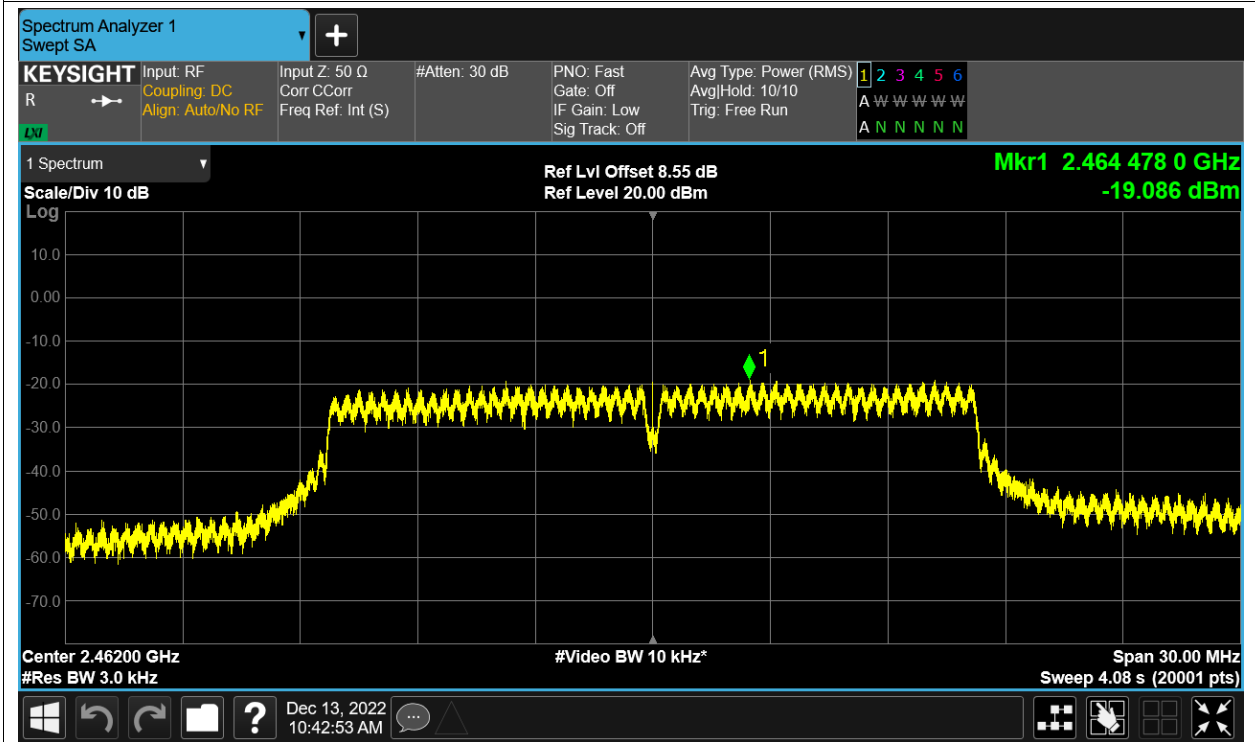 Spectrum Analyzer 1
Swept SA
+
KEYSIGHT
R
LXI
Input: RF
Coupling: DC
Align: Auto/No RF
Input Z: 50 Ω
Corr CCorr
Freq Ref: Int (S)
#Atten: 30 dB
PNO: Fast
Gate: Off
IF Gain: Low
Sig Track: Off
Avg Type: Power (RMS)
Avg|Hold: 10/10
Trig: Free Run
1 2 3 4 5 6
A W W W W W
A N N N N N
1 Spectrum
Scale/Div 10 dB
Log
Ref Lvl Offset 8.55 dB
Ref Level 20.00 dBm
Mkr1 2.464 478 0 GHz
-19.086 dBm
10.0
0.00
-10.0
-20.0
-30.0
-40.0
-50.0
-60.0
-70.0
1
Center 2.46200 GHz
#Res BW 3.0 kHz
#Video BW 10 kHz*
Span 30.00 MHz
Sweep 4.08 s (20001 pts)
?
Dec 13, 2022
10:42:53 AM